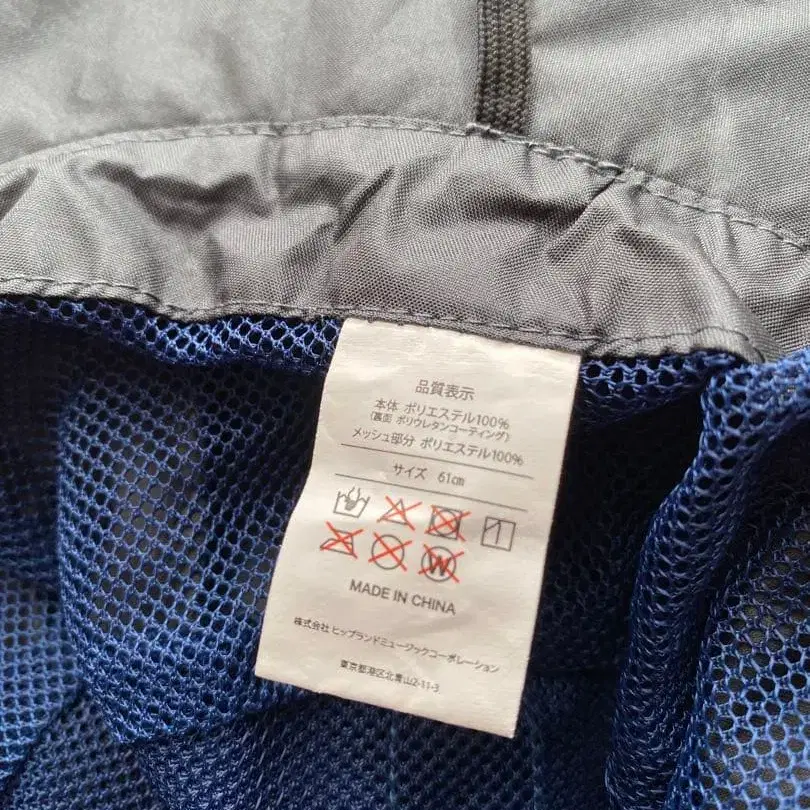 品質表示
本体 ポリエステル100%
(裏面 ポリウレタンコーティング)
メッシュ部分 ポリエステル100%
サイズ 61cm
W
MADE IN CHINA
株式会社 ヒップランドミュージックコーポレーション
東京都港区北青山2-11-3